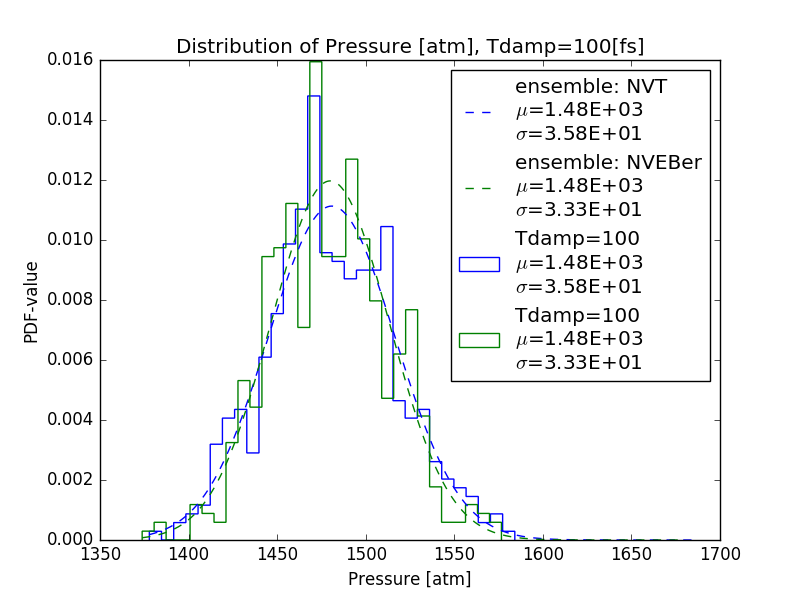 Distribution of Pressure [atm], Tdamp=100[fs]
0.016
0.014
0.012
0.010
0.008
0.006
0.004
0.002
0.000
PDF-value
ensemble: NVT
μ=1.48E+03
σ=3.58E+01
ensemble: NVEBer
μ=1.48E+03
σ=3.33E+01
Tdamp=100
μ=1.48E+03
σ=3.58E+01
Tdamp=100
μ=1.48E+03
σ=3.33E+01
1350 1400 1450 1500 1550 1600 1650 1700
Pressure [atm]